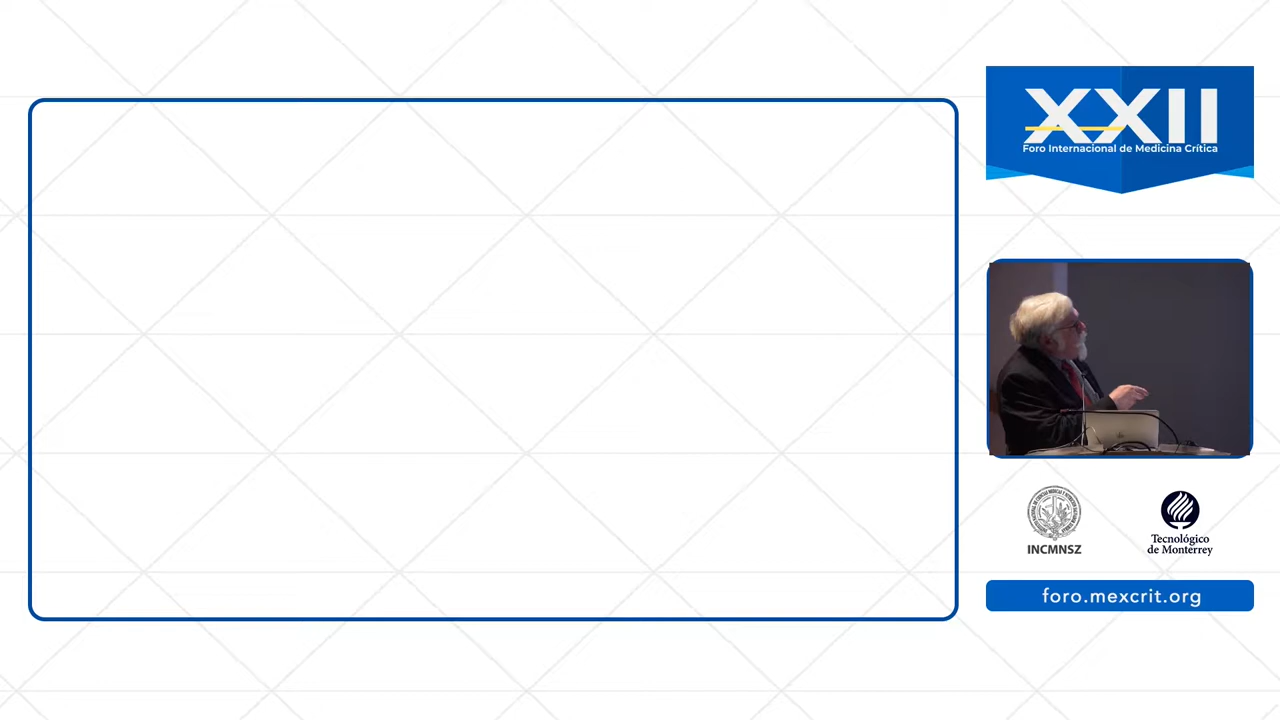 XXII
Foro Internacional de Medicina Crítica
INCMNSZ
Tecnológico
de Monterrey
foro.mexcrit.org